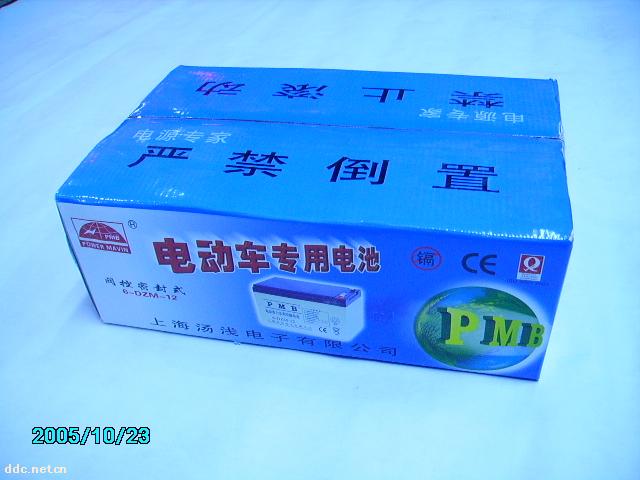 禁止滚动
电源专家
电源专家
严禁倒置
PMB
POWER MAVIN
®
电动车专用电池
镉
CE
Q
阀控密封式
6-DZM-12
PMB
PMB
上海汤浅电子有限公司
2005/10/23
ddc.net.cn